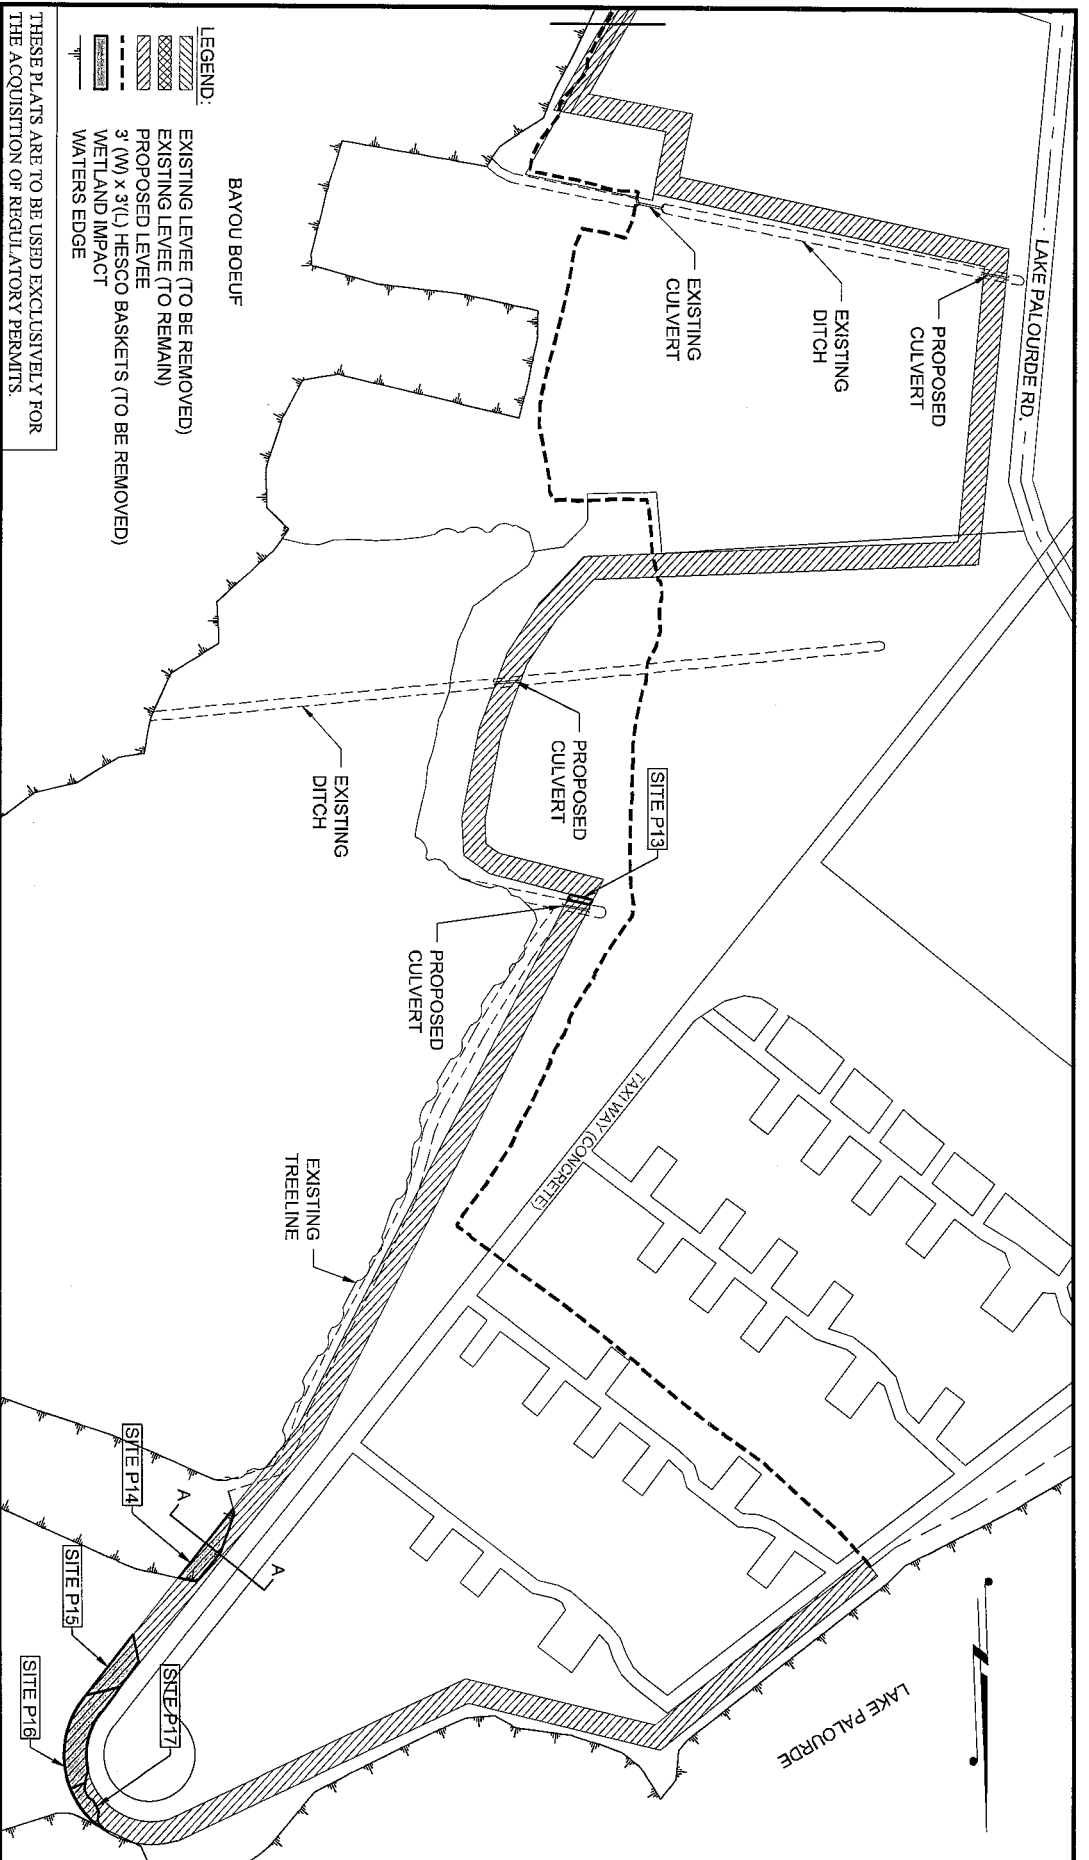 LAKE PALOURDE RD.
PROPOSED
CULVERT
EXISTING
DITCH
EXISTING
CULVERT
BAYOU BOEUF
LEGEND:
EXISTING LEVEE (TO BE REMOVED)
EXISTING LEVEE (TO REMAIN)
PROPOSED LEVEE
3' (W) x 3'(L) HESCO BASKETS (TO BE REMOVED)
WETLAND IMPACT
WATERS EDGE
THESE PLATS ARE TO BE USED EXCLUSIVELY FOR
THE ACQUISITION OF REGULATORY PERMITS.
SITE P13
PROPOSED
CULVERT
EXISTING
DITCH
PROPOSED
CULVERT
TAXI WAY (CONCRETE)
EXISTING
TREELINE
LAKE PALOURDE
SITE P14
A
A
SITE P15
SITE P17
SITE P16